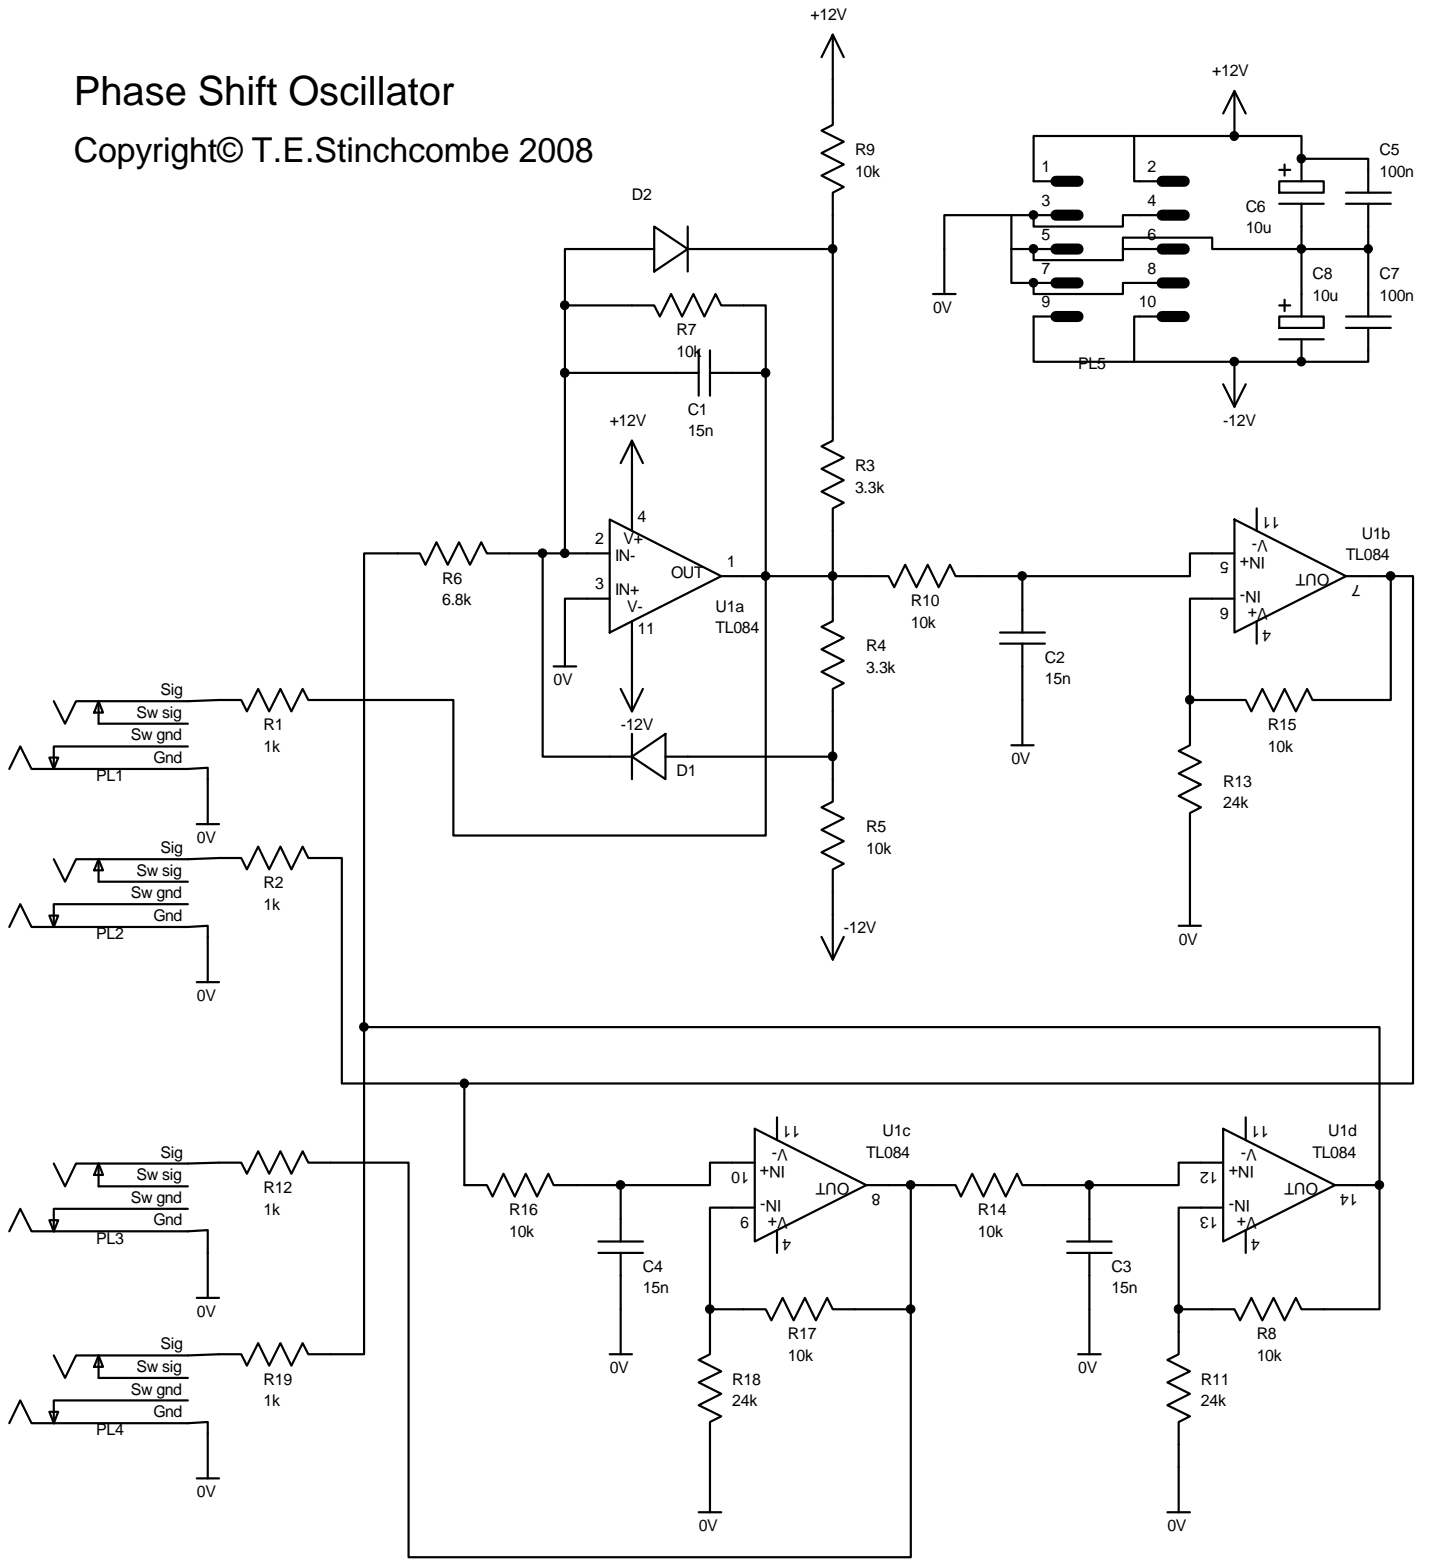 Phase Shift Oscillator
Copyright© T.E.Stinchcombe 2008
+12V
R9
10k
D2
R7
10k
C1
15n
+12V
4
2
V+
IN-
3
IN+
V-
OUT
1
11
U1a
TL084
-12V
0V
R6
6.8k
R3
3.3k
R4
3.3k
D1
R5
10k
-12V
R10
10k
C2
15n
0V
11
V-
IN+
5
OUT
7
IN-
6
V+
4
U1b
TL084
R15
10k
R13
24k
0V
+12V
1
2
3
4
5
6
7
8
9
10
PL5
0V
+
C6
10u
C5
100n
+
C8
10u
C7
100n
-12V
Sig
Sw sig
Sw gnd
Gnd
PL1
0V
R1
1k
Sig
Sw sig
Sw gnd
Gnd
PL2
0V
R2
1k
Sig
Sw sig
Sw gnd
Gnd
PL3
0V
R12
1k
Sig
Sw sig
Sw gnd
Gnd
PL4
0V
R19
1k
R16
10k
C4
15n
0V
11
V-
IN+
10
OUT
8
IN-
9
V+
4
U1c
TL084
R17
10k
R18
24k
0V
R14
10k
C3
15n
0V
11
V-
IN+
12
OUT
14
IN-
13
V+
4
U1d
TL084
R8
10k
R11
24k
0V